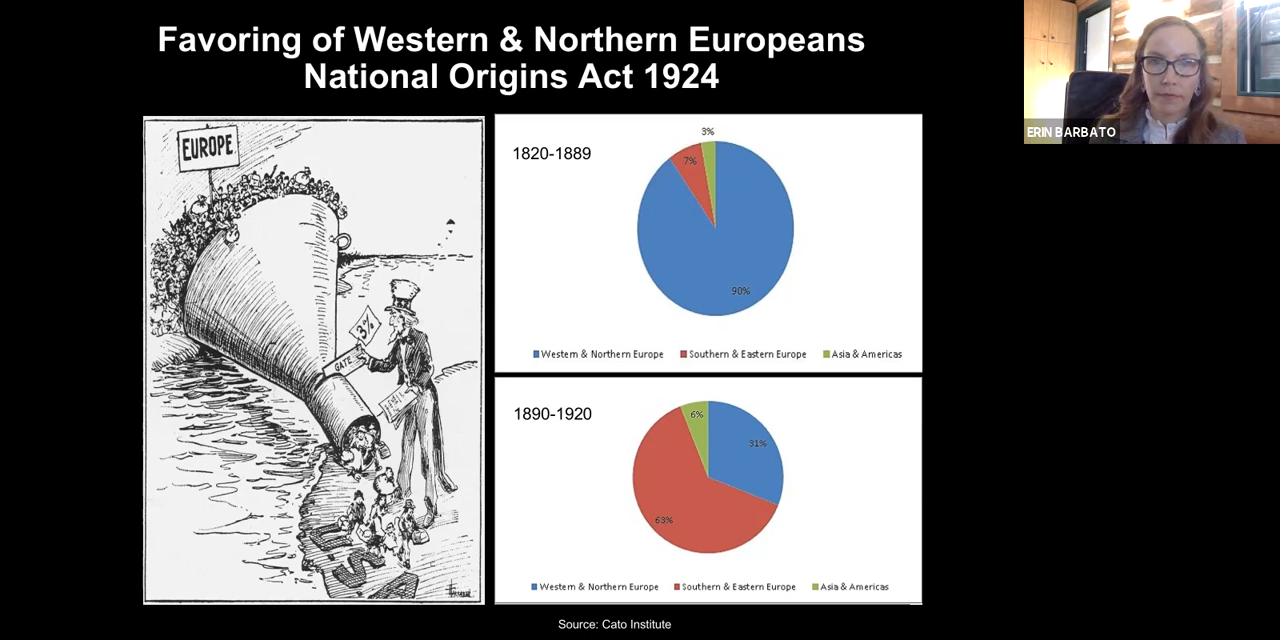 Favoring of Western & Northern Europeans
National Origins Act 1924
ERIN BARBATO
EUROPE
3%
GATE
USA
1820-1889
3%
7%
90%
Western & Northern Europe
Southern & Eastern Europe
Asia & Americas
1890-1920
6%
31%
63%
Western & Northern Europe
Southern & Eastern Europe
Asia & Americas
Source: Cato Institute